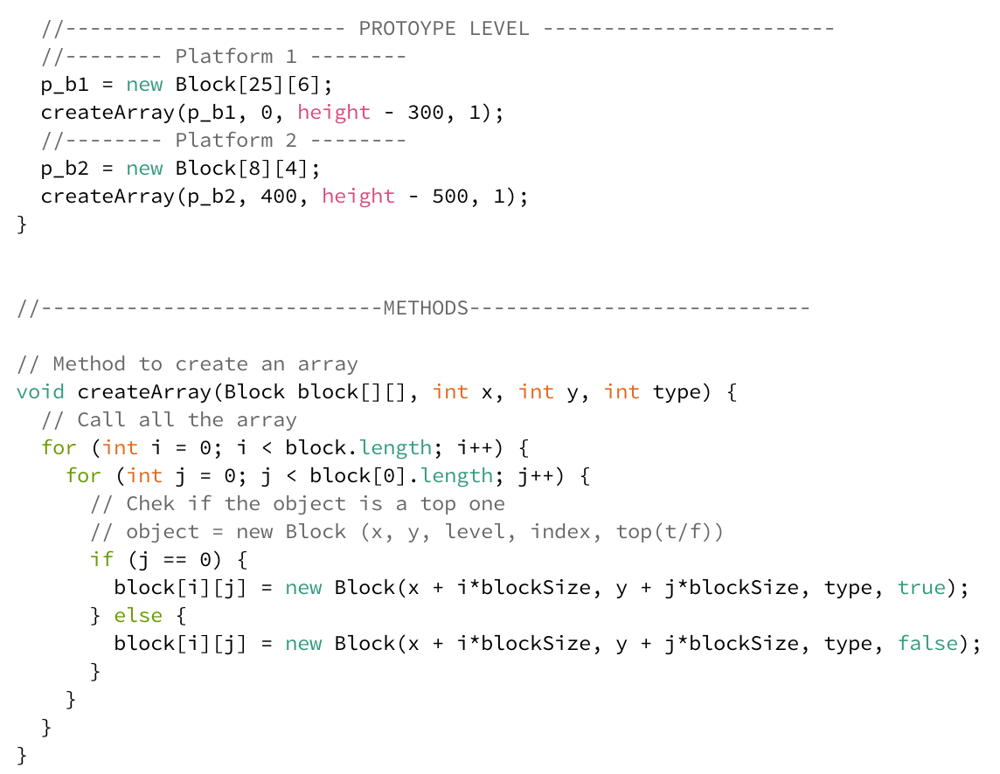 //----------------------- PROTOYPE LEVEL ------------------------
//-------- Platform 1 --------
p_b1 = new Block[25][6];
createArray(p_b1, 0, height - 300, 1);
//-------- Platform 2 --------
p_b2 = new Block[8][4];
createArray(p_b2, 400, height - 500, 1);
}
//----------------------------METHODS----------------------------
// Method to create an array
void createArray(Block block[][], int x, int y, int type) {
// Call all the array
for (int i = 0; i < block.length; i++) {
for (int j = 0; j < block[0].length; j++) {
// Chek if the object is a top one
// object = new Block (x, y, level, index, top(t/f))
if (j == 0) {
block[i][j] = new Block(x + i*blockSize, y + j*blockSize, type, true);
} else {
block[i][j] = new Block(x + i*blockSize, y + j*blockSize, type, false);
}
}
}
}